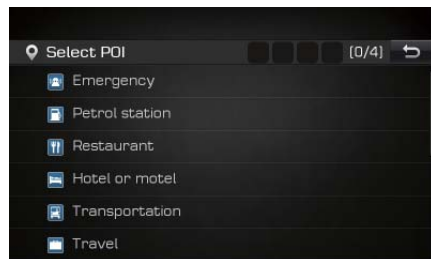 Select POI [0/4]
Emergency
Petrol station
Restaurant
Hotel or motel
Transportation
Travel